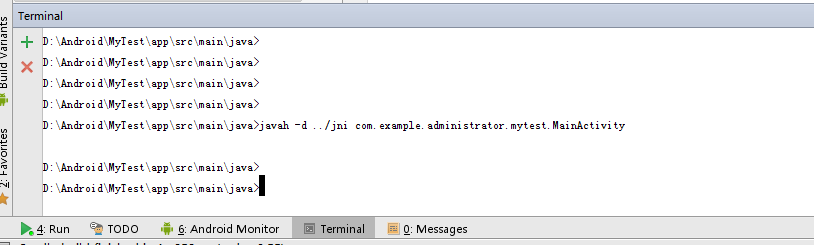 Terminal
D:\Android\MyTest\app\src\main\java>
D:\Android\MyTest\app\src\main\java>
D:\Android\MyTest\app\src\main\java>
D:\Android\MyTest\app\src\main\java>
D:\Android\MyTest\app\src\main\java>javah -d ../jni com.example.administrator.mytest.MainActivity
D:\Android\MyTest\app\src\main\java>
D:\Android\MyTest\app\src\main\java>
Build Variants
2: Favorites
4: Run TODO 6: Android Monitor Terminal 0: Messages